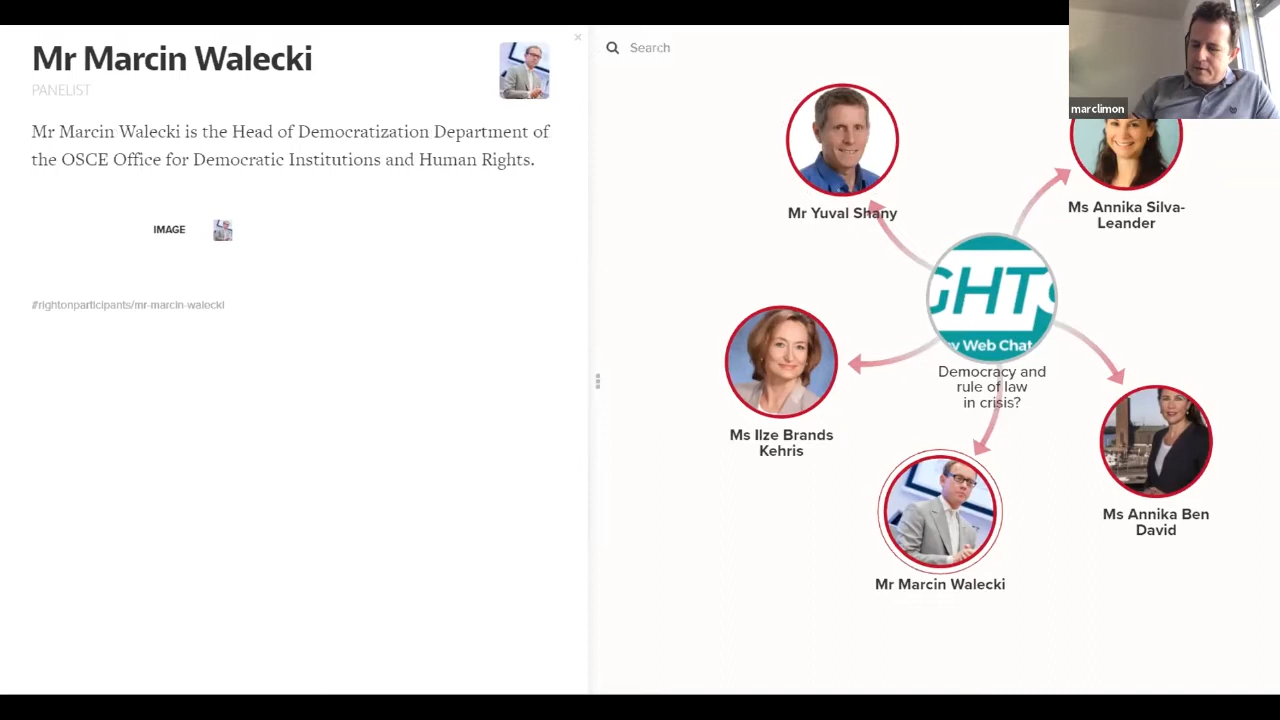 Mr Marcin Walecki
PANELIST
Mr Marcin Walecki is the Head of Democratization Department of
the OSCE Office for Democratic Institutions and Human Rights.
IMAGE
#rightonparticipants/mr-marcin-walecki
Search
marclimon
Mr Yuval Shany
Ms Annika Silva-
Leander
GHTS
y Web Chat
Democracy and
rule of law
in crisis?
Ms Ilze Brands
Kehris
Ms Annika Ben
David
Mr Marcin Walecki